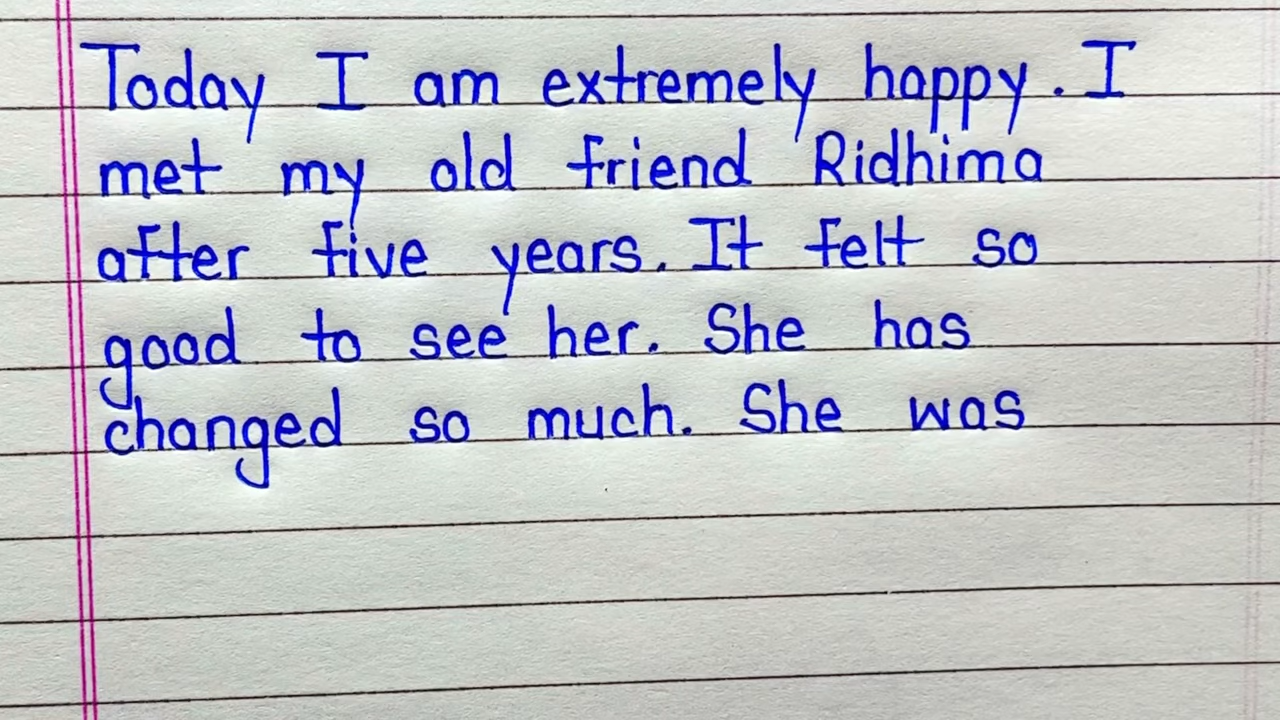 Today I am extremely happy. I
met my old friend Ridhima
after five years. It felt so
good to see her. She has
changed so much. She was